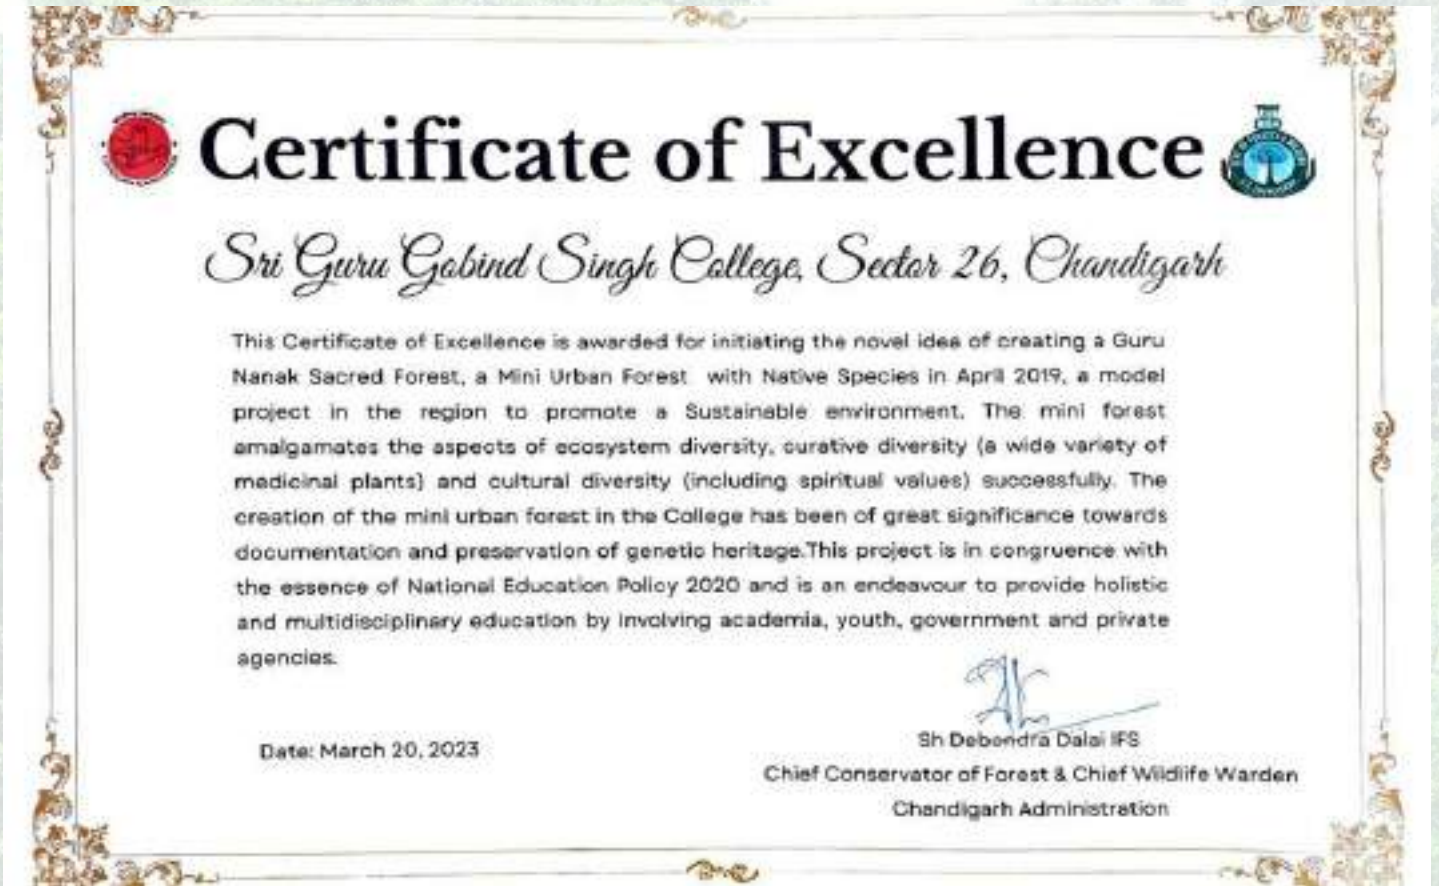 Certificate of Excellence
Sri Guru Gobind Singh College, Sector 26, Chandigarh
This Certificate of Excellence is awarded for initiating the novel idea of creating a Guru
Nanak Sacred Forest, a Mini Urban Forest with Native Species in April 2019, a model
project in the region to promote a Sustainable environment. The mini forest
amalgamates the aspects of ecosystem diversity, curative diversity (a wide variety of
medicinal plants) and cultural diversity (including spiritual values) successfully. The
creation of the mini urban forest in the College has been of great significance towards
documentation and preservation of genetic heritage.This project is in congruence with
the essence of National Education Policy 2020 and is an endeavour to provide holistic
and multidisciplinary education by involving academia, youth, government and private
agencies.
Date: March 20, 2023
Sh Debendra Dalai IFS
Chief Conservator of Forest & Chief Wildlife Warden
Chandigarh Administration